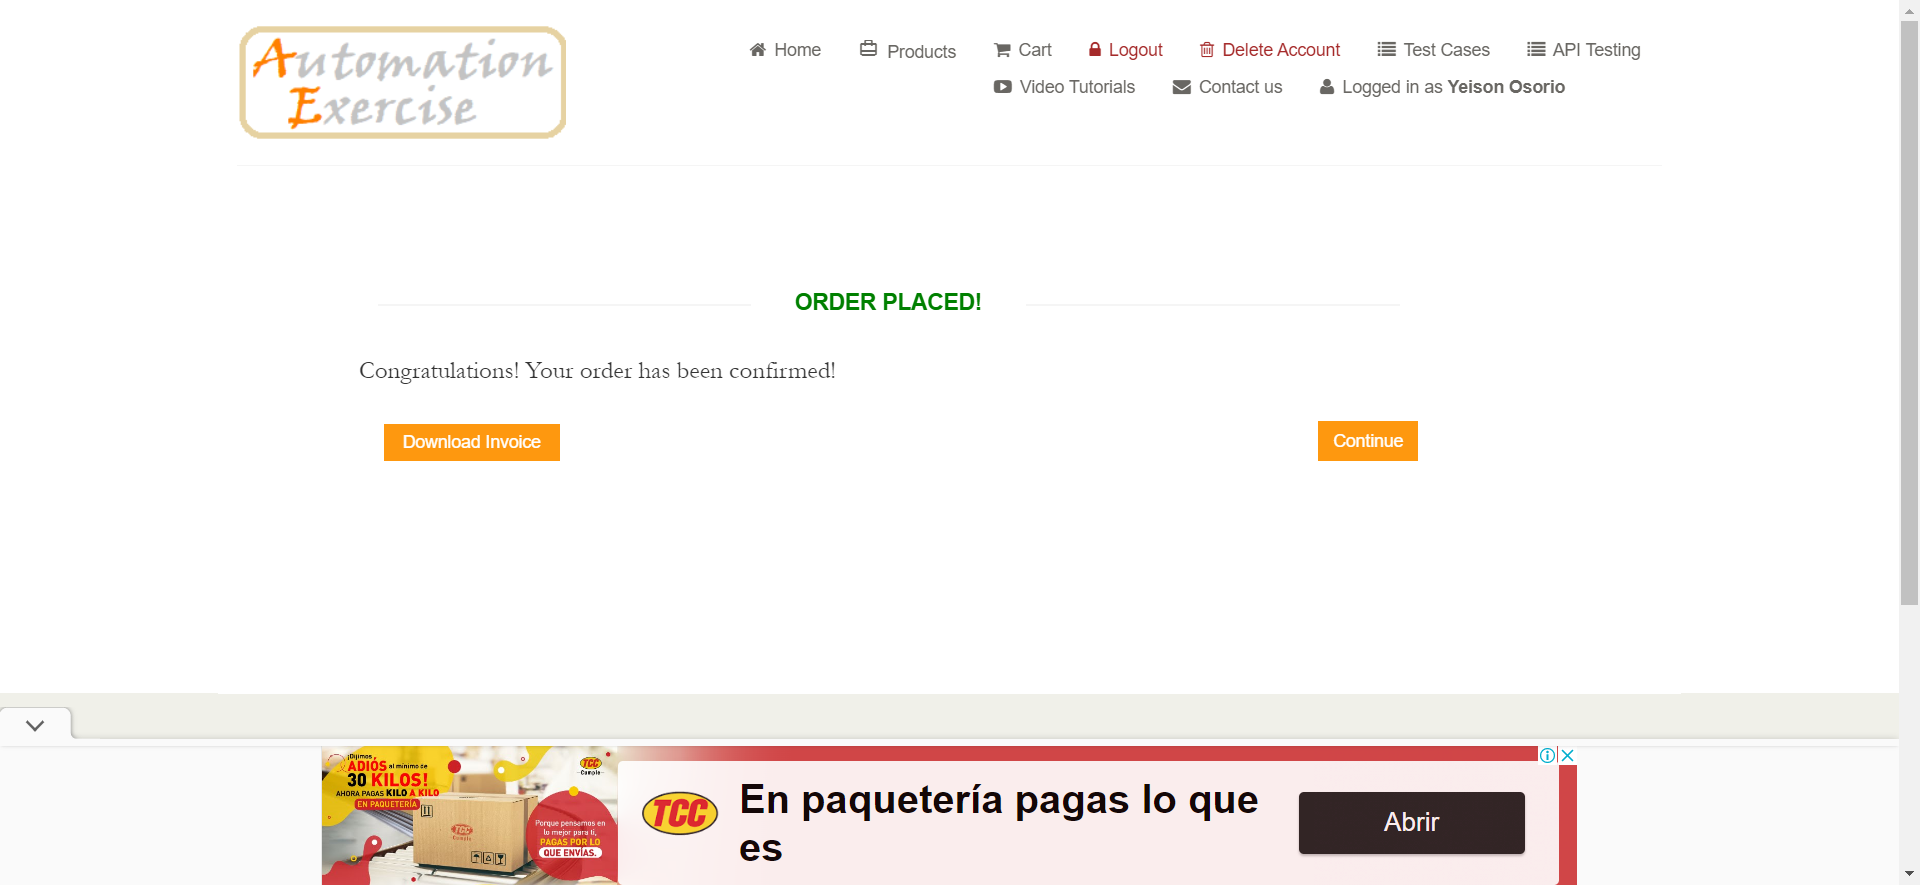 Automation
Exercise
Home
Products
Cart
Logout
Delete Account
Test Cases
API Testing
Video Tutorials
Contact us
Logged in as Yeison Osorio
ORDER PLACED!
Congratulations! Your order has been confirmed!
Download Invoice
Continue
¡Dijimos
ADIÓS al mínimo de
30 KILOS!
AHORA PAGAS KILO A KILO
EN PAQUETERÍA
TCC
Cumple
TCC
Cumple
Porque pensamos en
lo mejor para ti,
PAGAS POR LO
QUE ENVÍAS.
TCC
En paquetería pagas lo que
es
Abrir